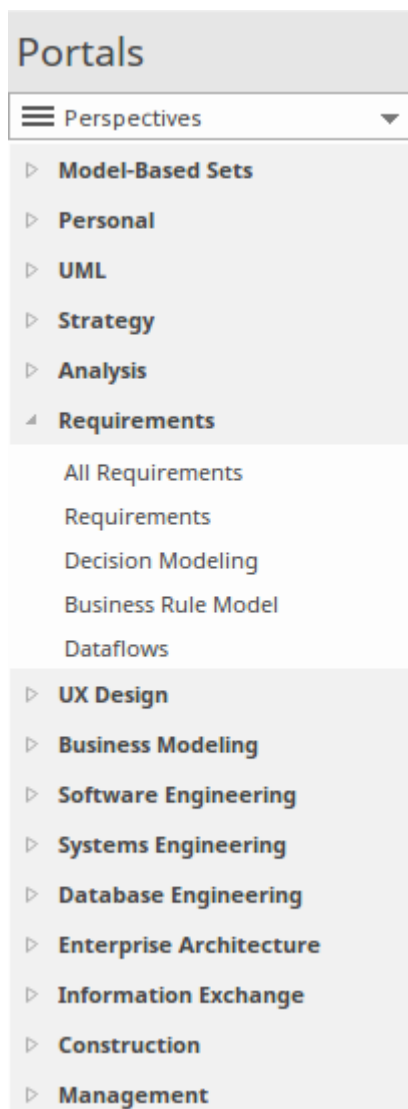 Portals
Perspectives
Model-Based Sets
Personal
UML
Strategy
Analysis
Requirements
All Requirements
Requirements
Decision Modeling
Business Rule Model
Dataflows
UX Design
Business Modeling
Software Engineering
Systems Engineering
Database Engineering
Enterprise Architecture
Information Exchange
Construction
Management